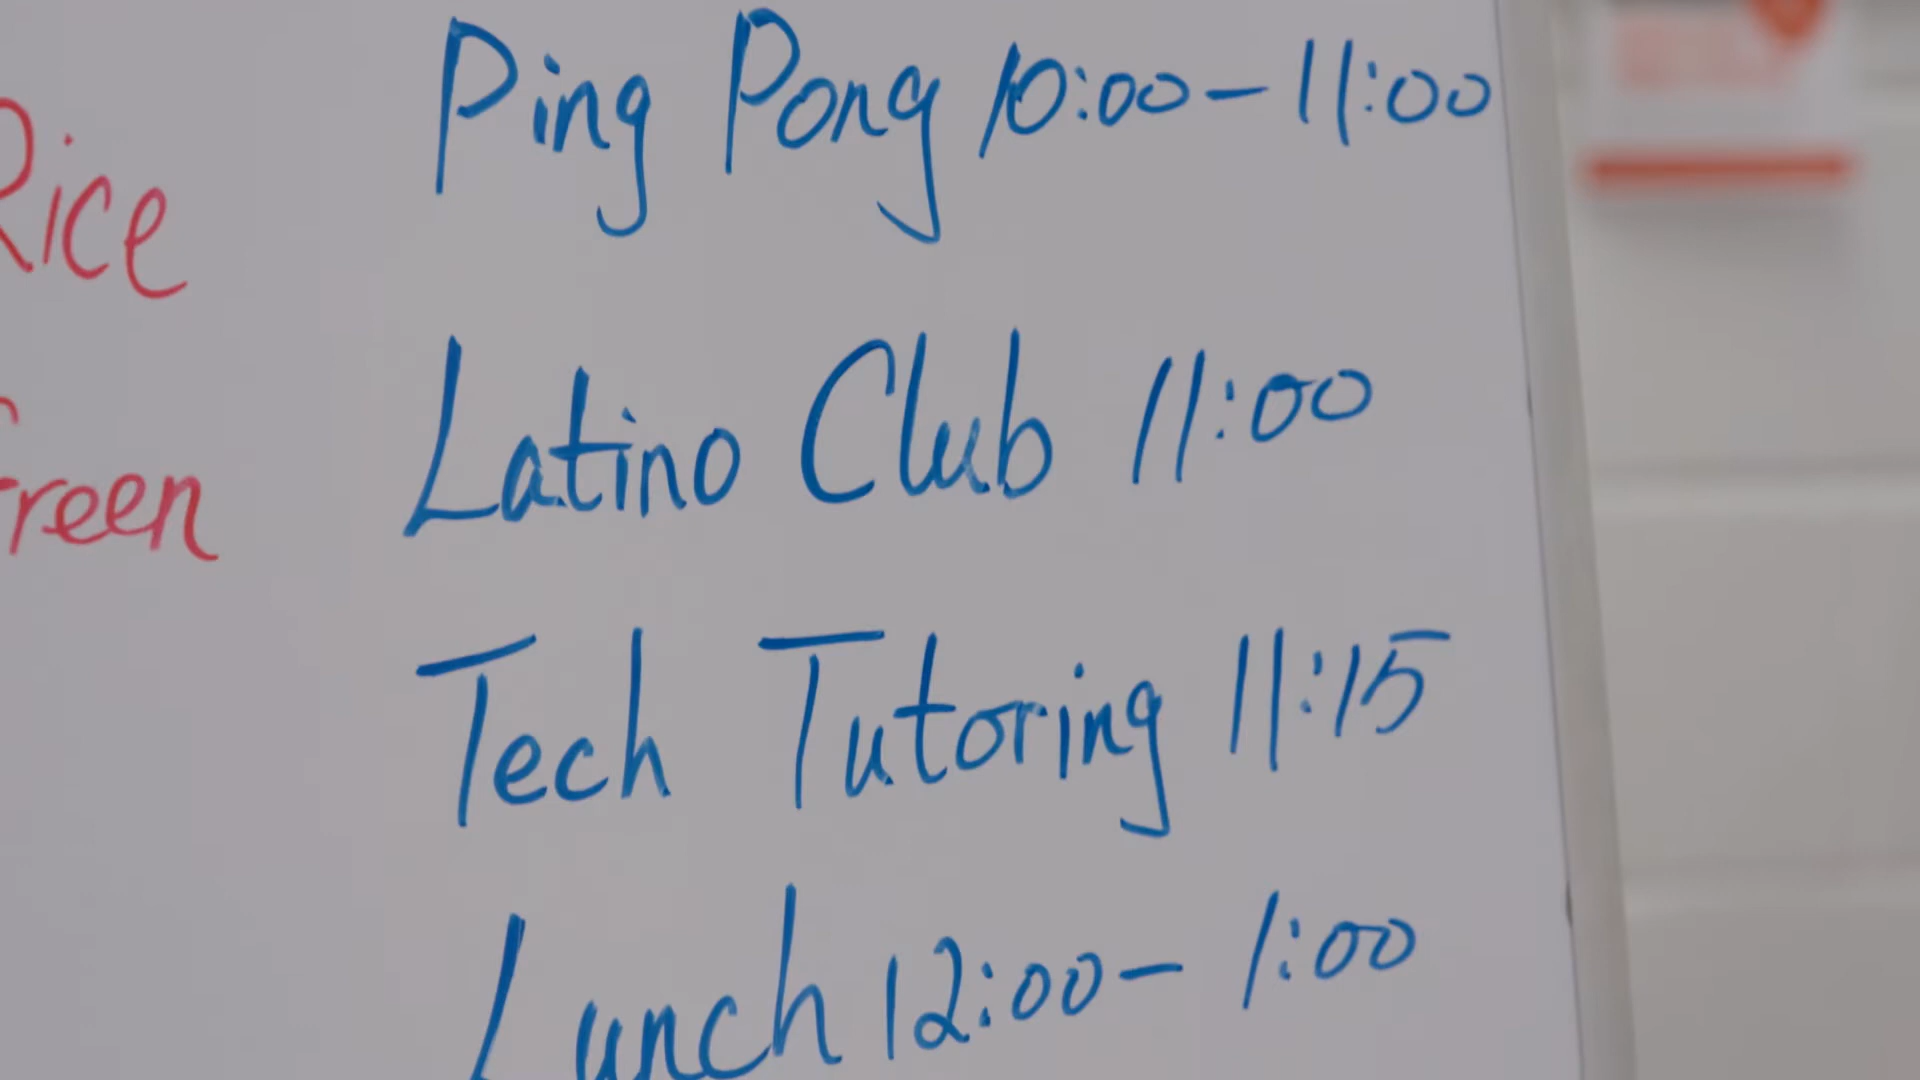 Rice
Ping Pong 10:00-11:00
Latino Club 11:00
Tech Tutoring 11:15
Lunch 12:00-1:00